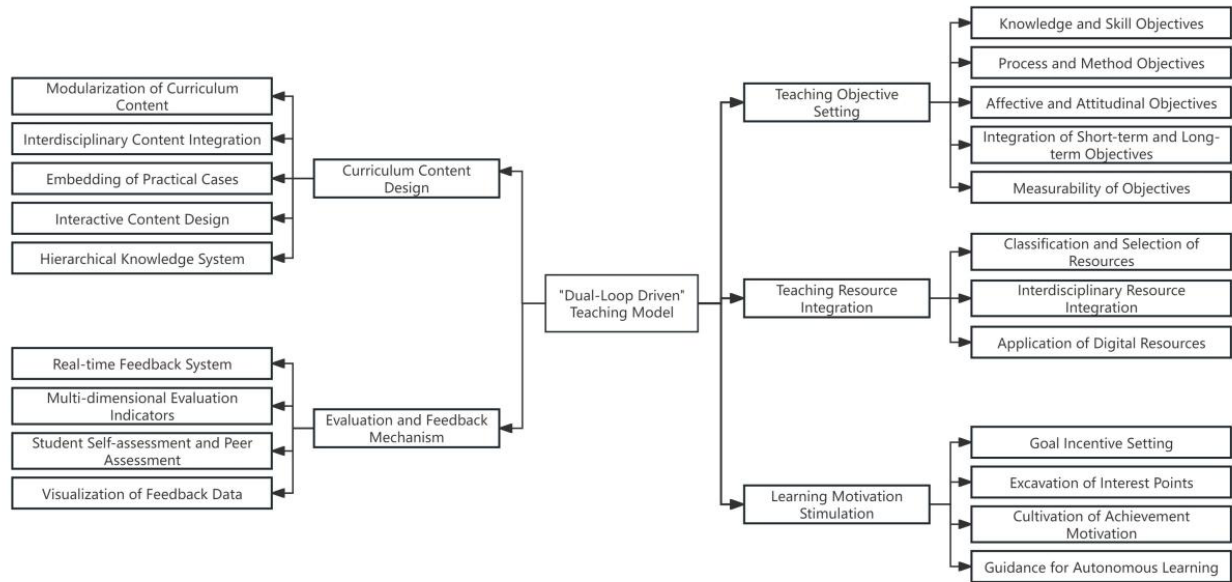 Modularization of Curriculum
Content
Interdisciplinary Content Integration
Embedding of Practical Cases
Interactive Content Design
Hierarchical Knowledge System
Curriculum Content
Design
Real-time Feedback System
Multi-dimensional Evaluation
Indicators
Student Self-assessment and Peer
Assessment
Visualization of Feedback Data
Evaluation and Feedback
Mechanism
"Dual-Loop Driven"
Teaching Model
Teaching Objective
Setting
Knowledge and Skill Objectives
Process and Method Objectives
Affective and Attitudinal Objectives
Integration of Short-term and Long-
term Objectives
Measurability of Objectives
Teaching Resource
Integration
Classification and Selection of
Resources
Interdisciplinary Resource
Integration
Application of Digital Resources
Learning Motivation
Stimulation
Goal Incentive Setting
Excavation of Interest Points
Cultivation of Achievement
Motivation
Guidance for Autonomous Learning